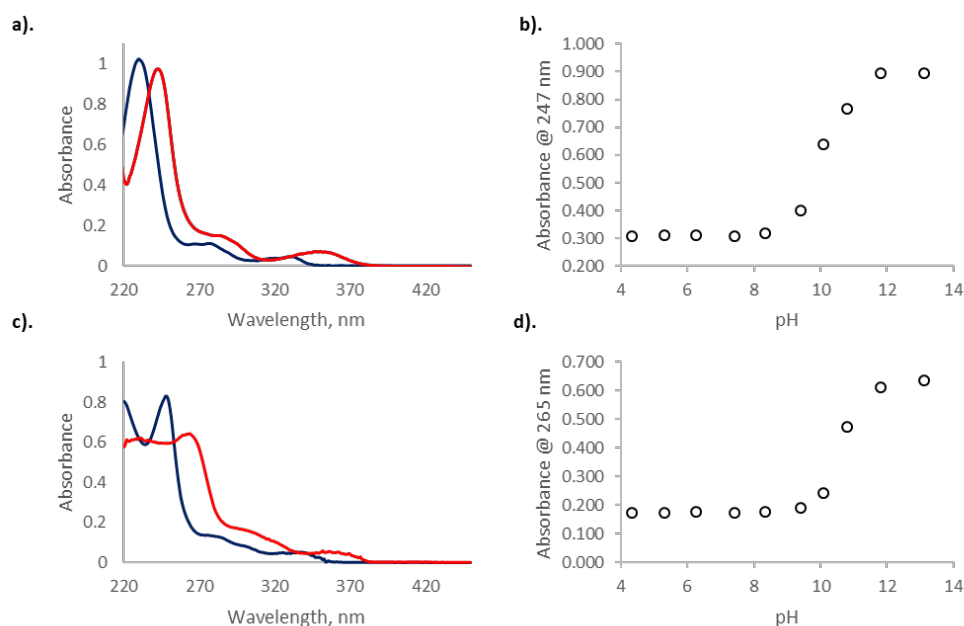 a).
Absorbance
1
0.8
0.6
0.4
0.2
0
220 270 320 370 420
Wavelength, nm
b).
Absorbance @ 247 nm
1.000
0.900
0.800
0.700
0.600
0.500
0.400
0.300
0.200
4 6 8 10 12 14
pH
c).
Absorbance
1
0.8
0.6
0.4
0.2
0
220 270 320 370 420
Wavelength, nm
d).
Absorbance @ 265 nm
0.700
0.600
0.500
0.400
0.300
0.200
0.100
0.000
4 6 8 10 12 14
pH